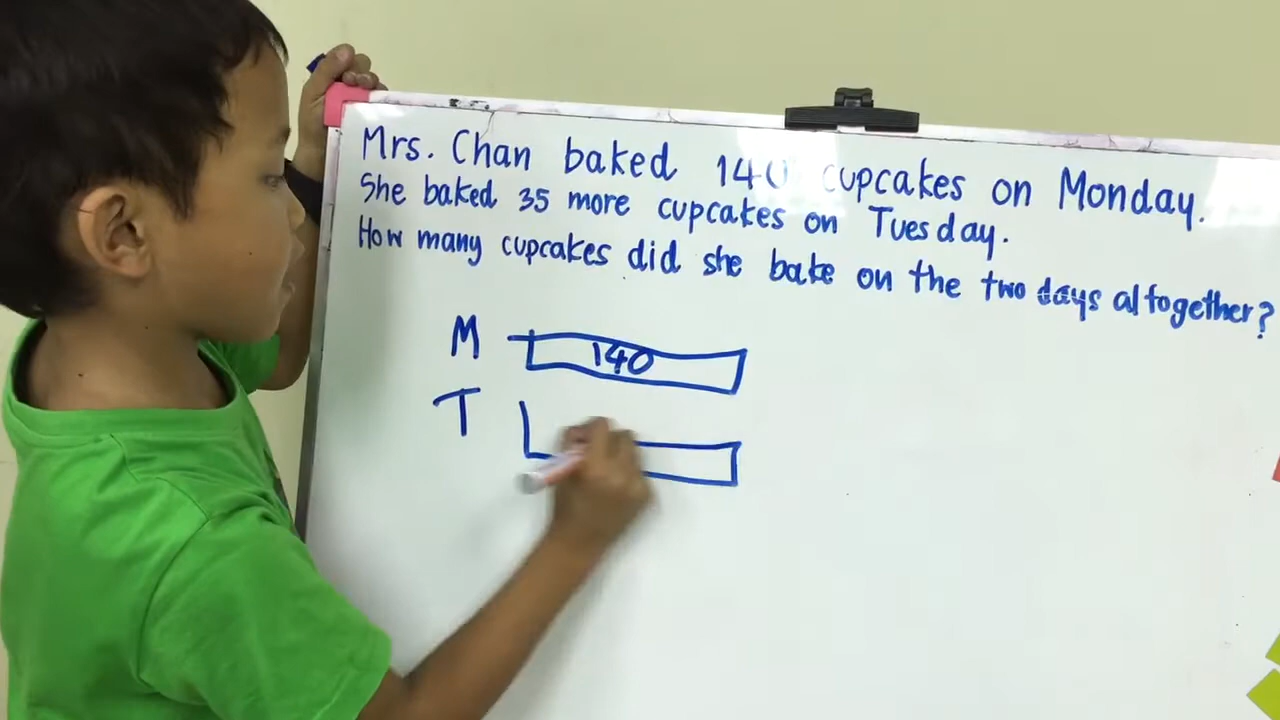 Mrs. Chan baked 140 cupcakes on Monday.
She baked 35 more cupcakes on Tuesday.
How many cupcakes did she bake on the two days altogether?
M 140
T